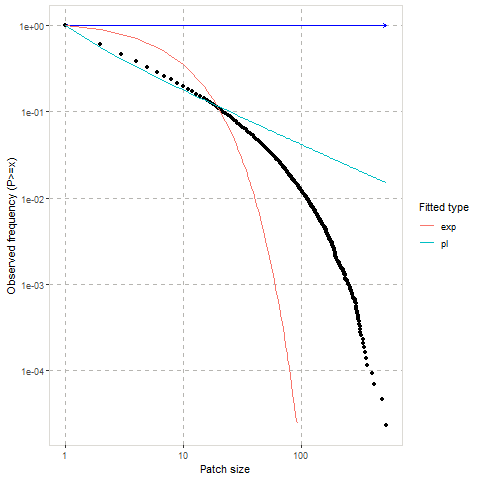 1e+00
1e-01
1e-02
1e-03
1e-04
Observed frequency (P>=x)
1
10
100
Patch size
Fitted type
exp
pl